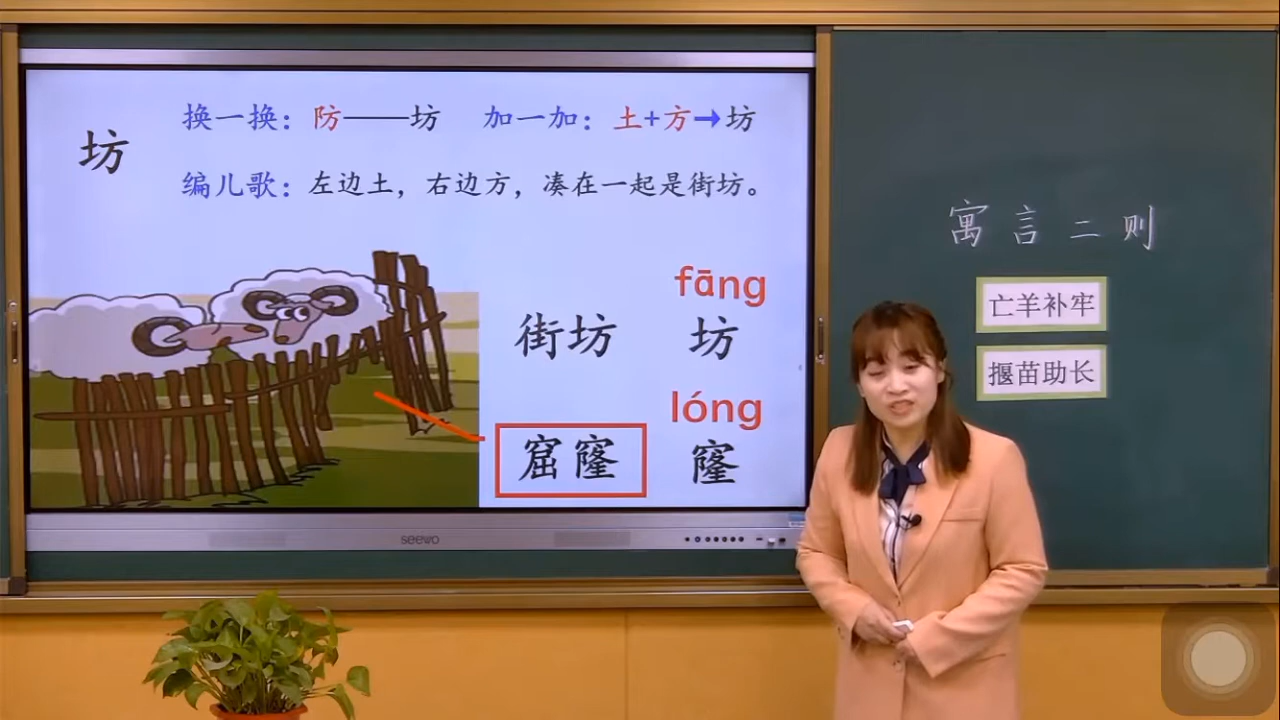 坊
换一换：防——坊 加一加：土+方→坊
编儿歌：左边土，右边方，凑在一起是街坊。
fāng
街坊 坊
lóng
窟窿 窿
seewo
寓言二则
亡羊补牢
揠苗助长